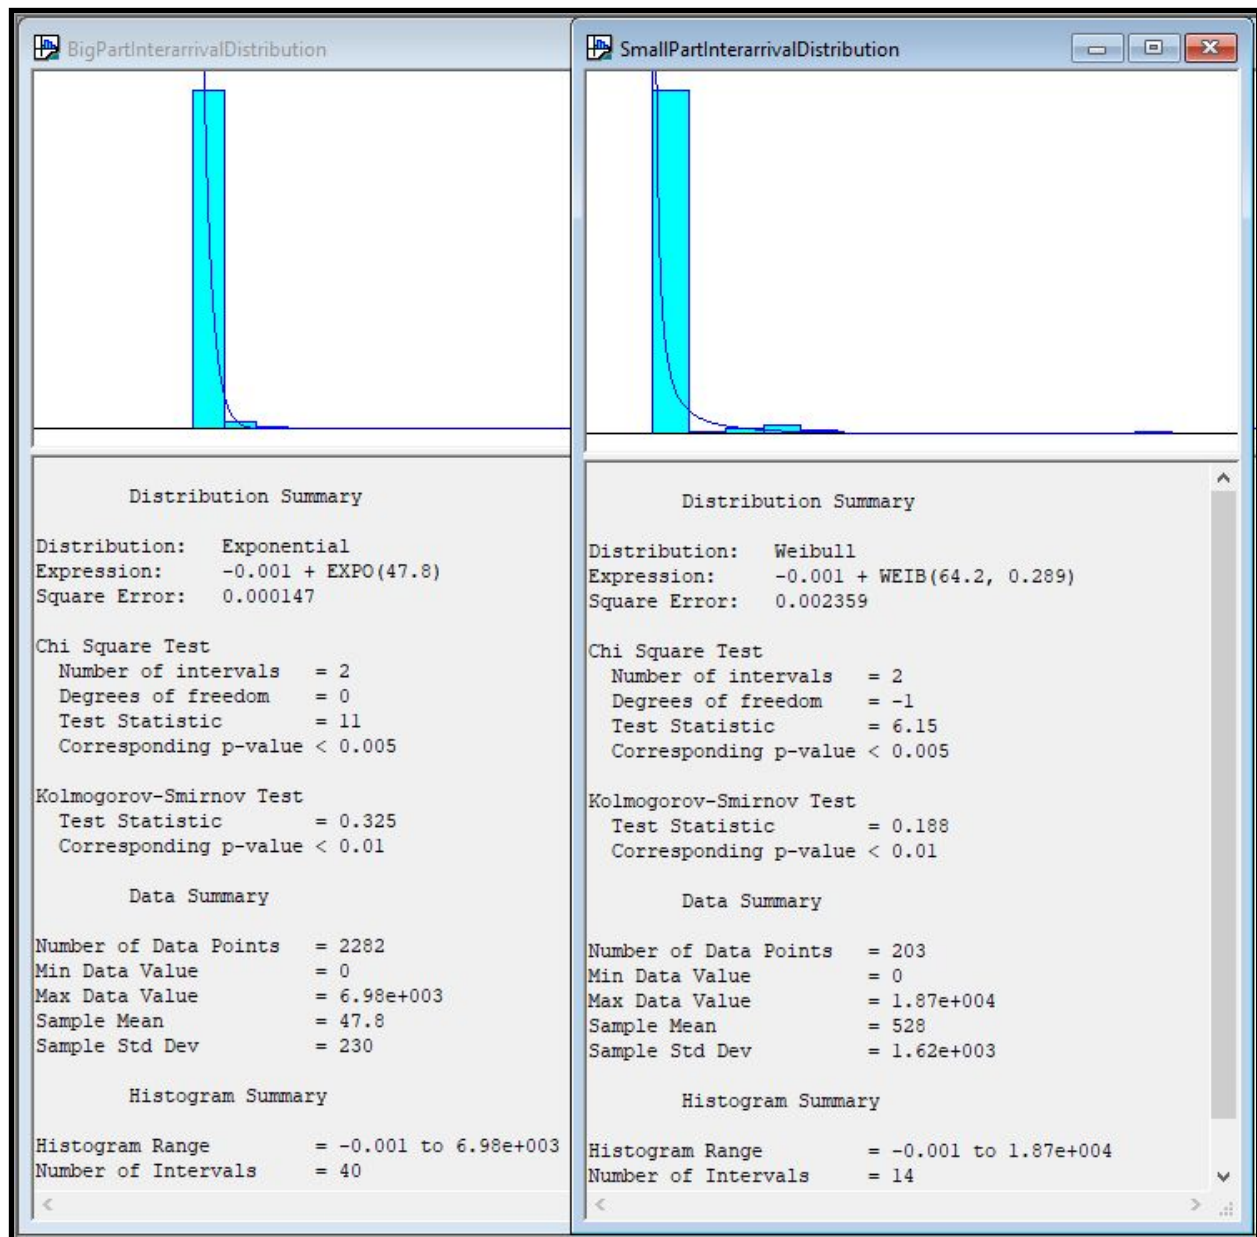 BigPartInterarrivalDistribution
Distribution Summary
Distribution: Exponential
Expression: -0.001 + EXPO(47.8)
Square Error: 0.000147
Chi Square Test
Number of intervals = 2
Degrees of freedom = 0
Test Statistic = 11
Corresponding p-value < 0.005
Kolmogorov-Smirnov Test
Test Statistic = 0.325
Corresponding p-value < 0.01
Data Summary
Number of Data Points = 2282
Min Data Value = 0
Max Data Value = 6.98e+003
Sample Mean = 47.8
Sample Std Dev = 230
Histogram Summary
Histogram Range = -0.001 to 6.98e+003
Number of Intervals = 40
SmallPartInterarrivalDistribution
Distribution Summary
Distribution: Weibull
Expression: -0.001 + WEIB(64.2, 0.289)
Square Error: 0.002359
Chi Square Test
Number of intervals = 2
Degrees of freedom = -1
Test Statistic = 6.15
Corresponding p-value < 0.005
Kolmogorov-Smirnov Test
Test Statistic = 0.188
Corresponding p-value < 0.01
Data Summary
Number of Data Points = 203
Min Data Value = 0
Max Data Value = 1.87e+004
Sample Mean = 528
Sample Std Dev = 1.62e+003
Histogram Summary
Histogram Range = -0.001 to 1.87e+004
Number of Intervals = 14